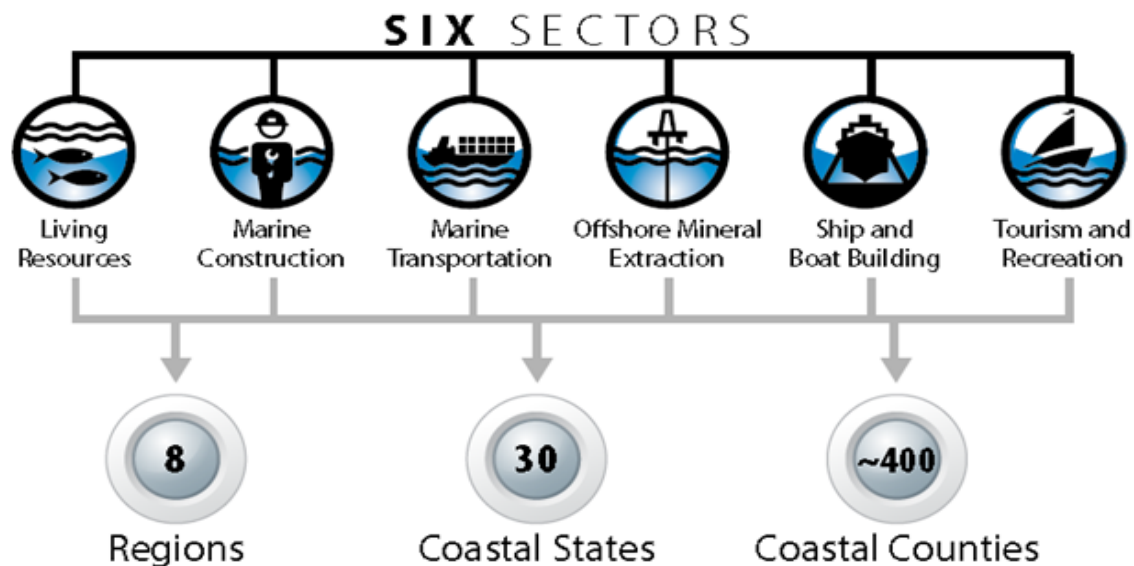 SIX SECTORS
Living
Resources
Marine
Construction
Marine
Transportation
Offshore Mineral
Extraction
Ship and
Boat Building
Tourism and
Recreation
8
30
~400
Regions
Coastal States
Coastal Counties